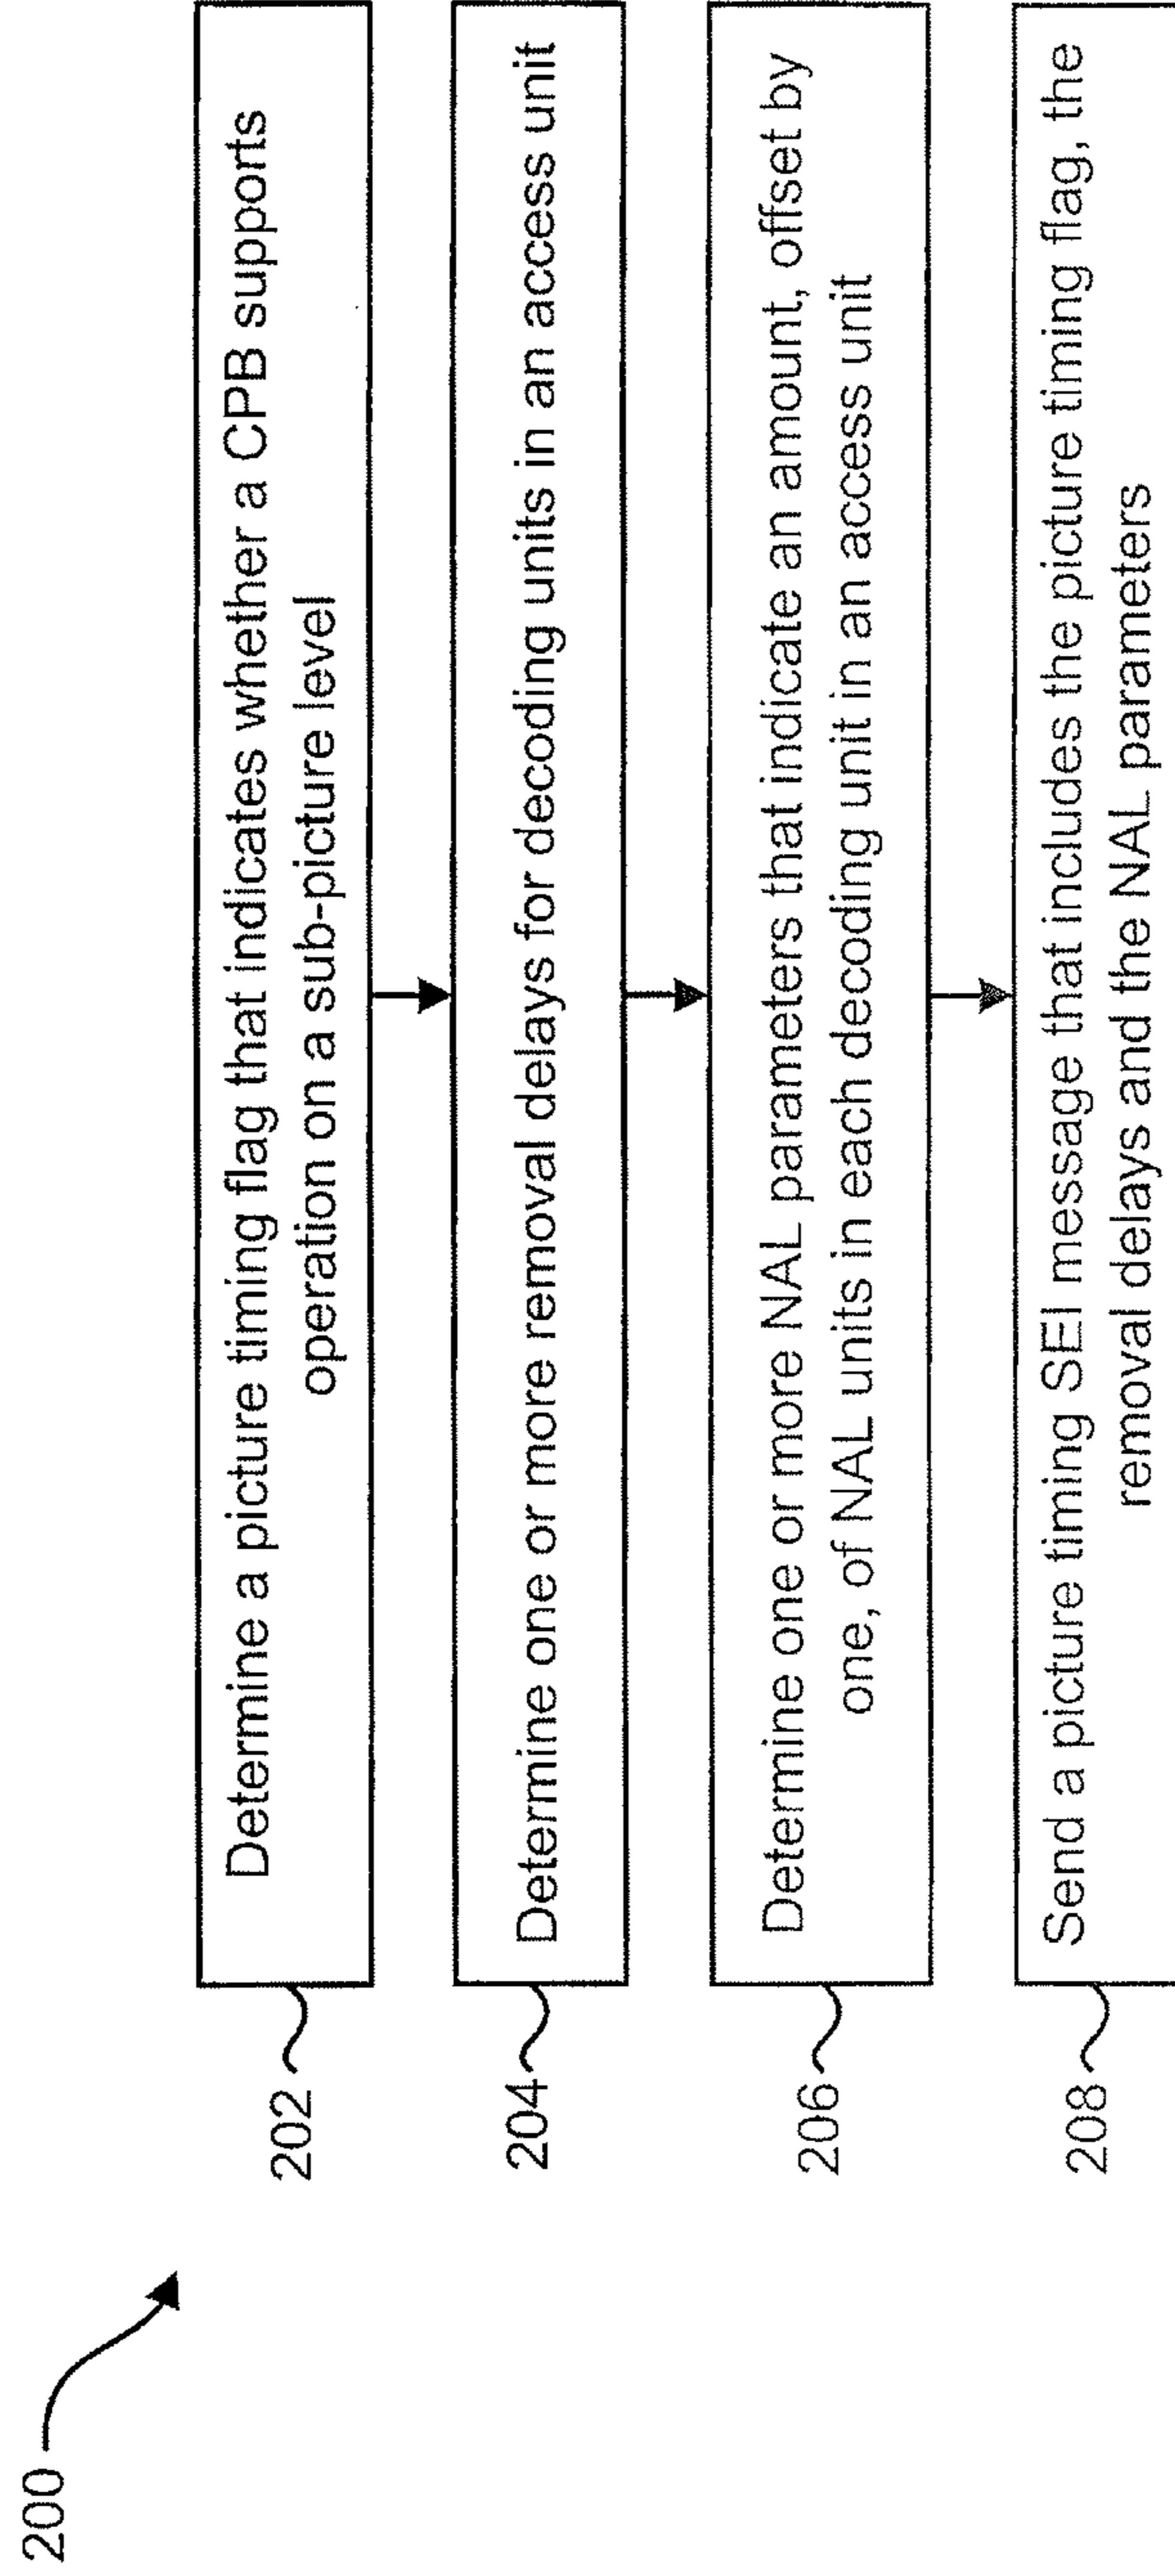 200
202
Determine a picture timing flag that indicates whether a CPB supports
operation on a sub-picture level
204
Determine one or more removal delays for decoding units in an access unit
206
Determine one or more NAL parameters that indicate an amount, offset by
one, of NAL units in each decoding unit in an access unit
208
Send a picture timing SEI message that includes the picture timing flag, the
removal delays and the NAL parameters